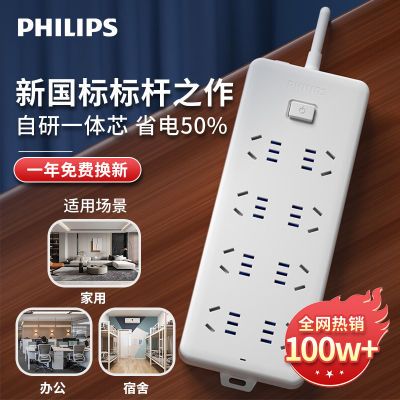 PHILIPS
新国标标杆之作
自研一体芯 省电50%
一年免费换新
适用场景
家用
办公
宿舍
PHILIPS
全网热销
100w+